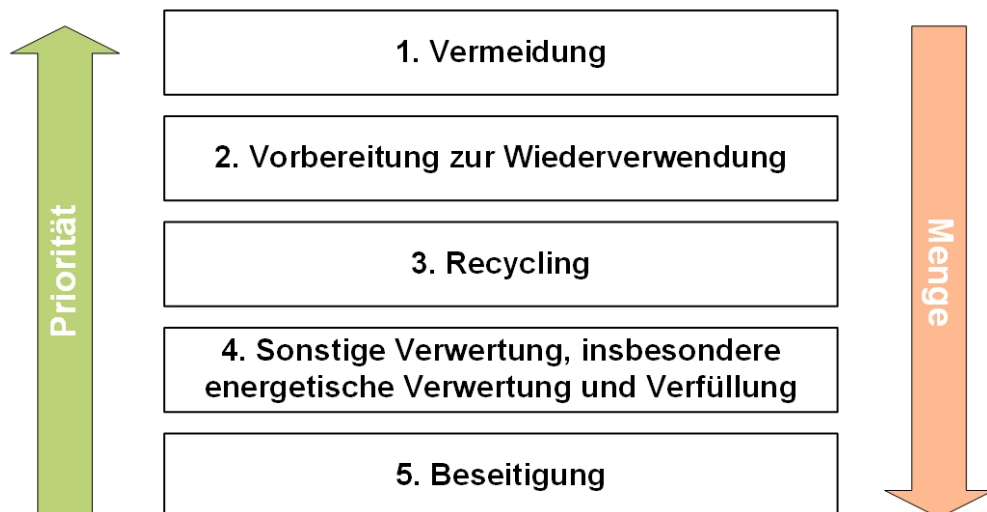 1. Vermeidung
2. Vorbereitung zur Wiederverwendung
3. Recycling
4. Sonstige Verwertung, insbesondere
energetische Verwertung und Verfüllung
5. Beseitigung
Priorität
Menge